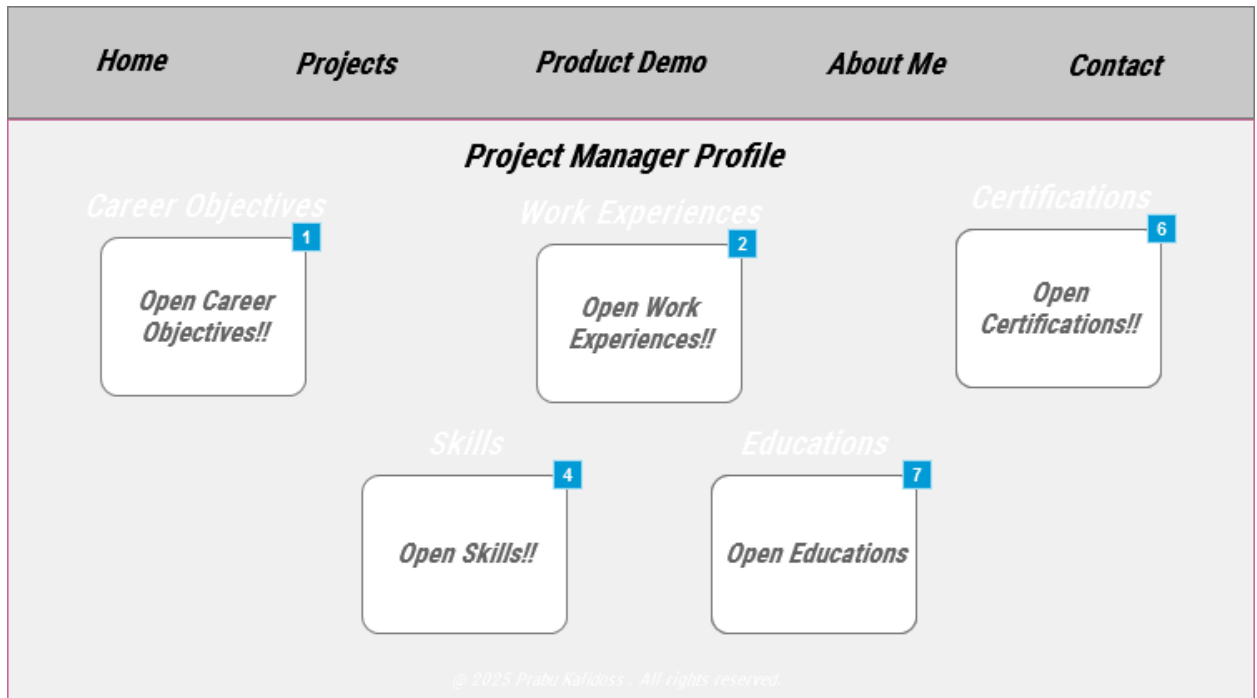 Home
Projects
Product Demo
About Me
Contact
Project Manager Profile
Career Objectives
Work Experiences
Certifications
1
2
6
Open Career
Objectives!!
Open Work
Experiences!!
Open
Certifications!!
Skills
Educations
4
7
Open Skills!!
Open Educations
@ 2025 Prabu Kalidoss . All rights reserved.